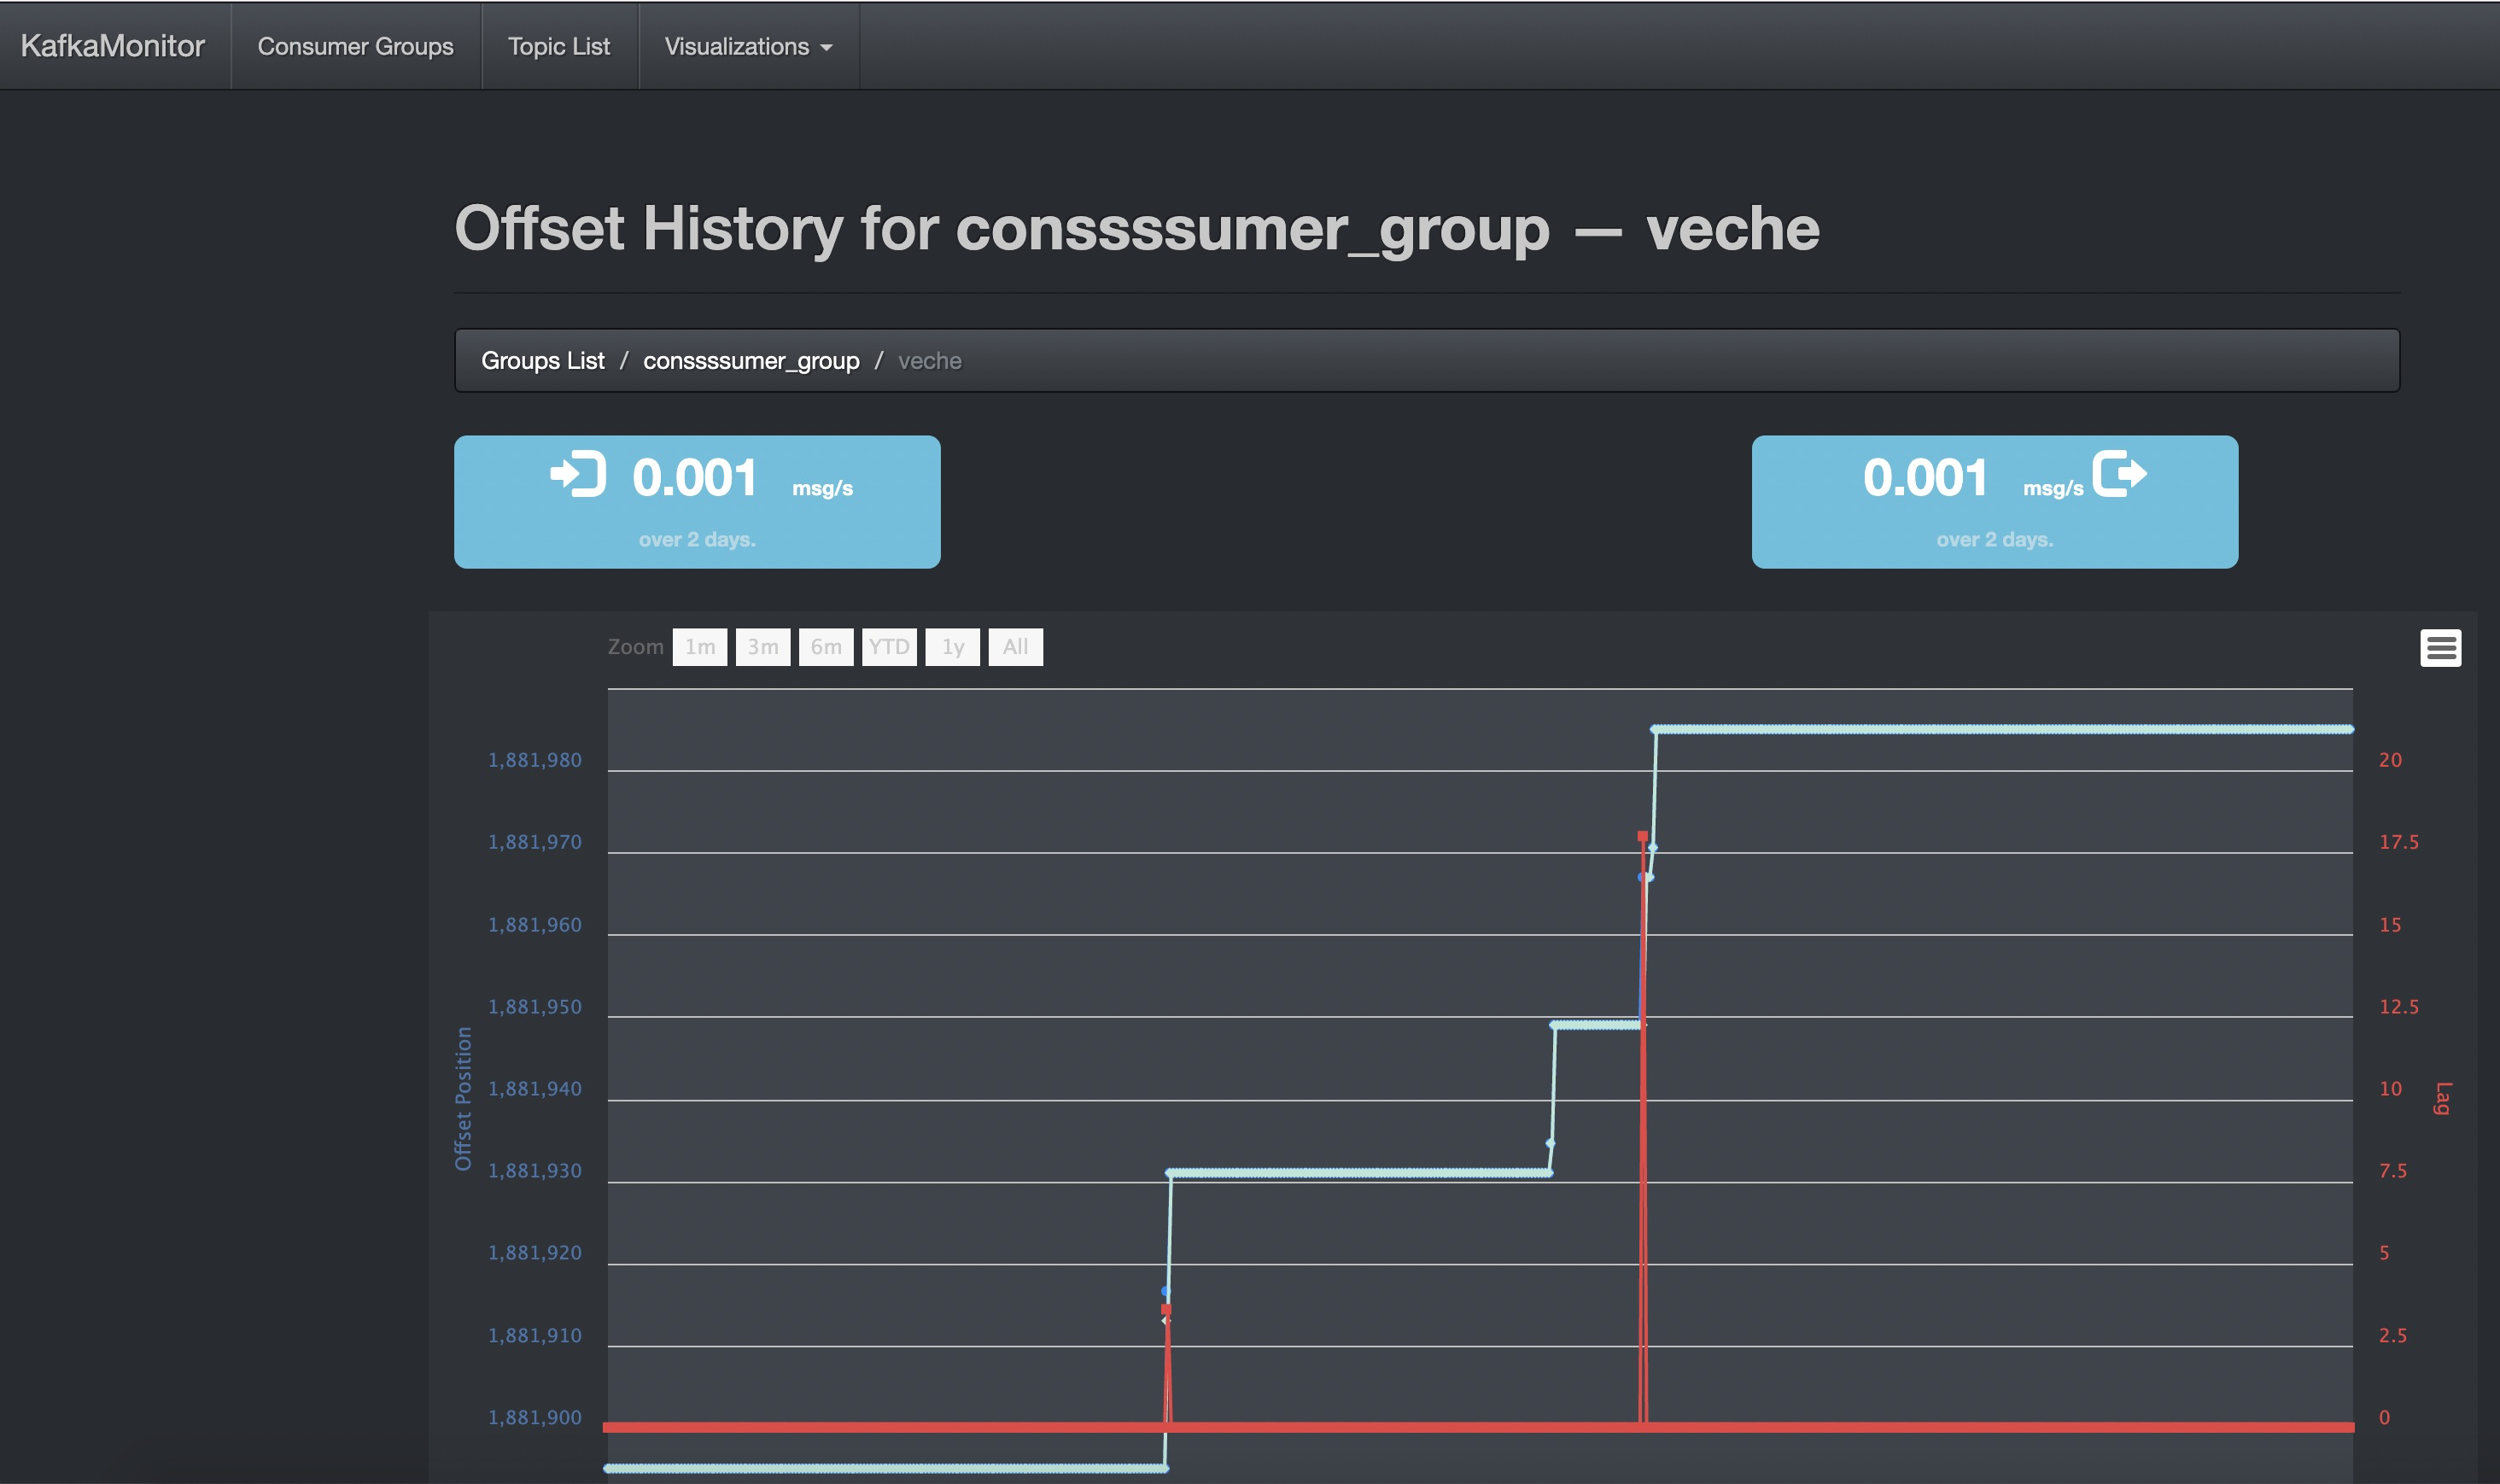 KafkaMonitor Consumer Groups Topic List Visualizations
Offset History for conssssumer_group — veche
Groups List / conssssumer_group / veche
0.001 msg/s
over 2 days.
0.001 msg/s
over 2 days.
Zoom 1m 3m 6m YTD 1y All
Offset Position
1,881,980
1,881,970
1,881,960
1,881,950
1,881,940
1,881,930
1,881,920
1,881,910
1,881,900
20
17.5
15
12.5
10
7.5
5
2.5
0
Lag